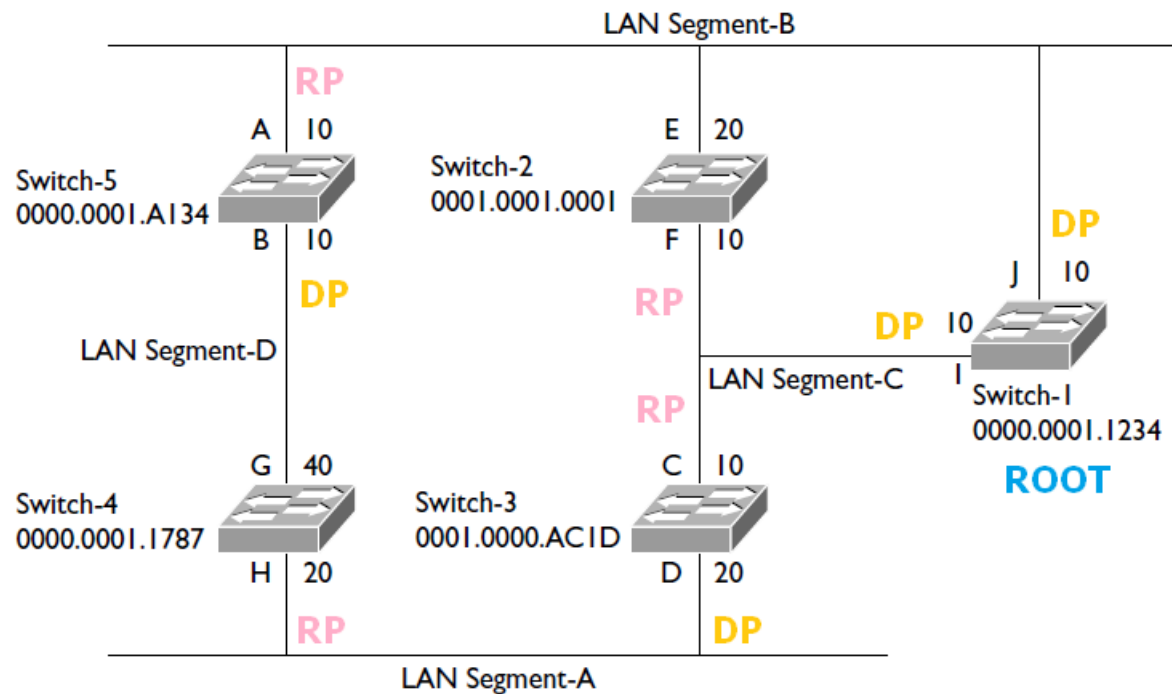 LAN Segment-B
RP
A 10
E 20
Switch-5
0000.0001.A134
Switch-2
0001.0001.0001
B 10
F 10
DP
RP
DP
J 10
DP 10
LAN Segment-D
LAN Segment-C
I
RP
Switch-1
0000.0001.1234
ROOT
G 40
C 10
Switch-4
0000.0001.1787
Switch-3
0001.0000.AC1D
H 20
D 20
RP
DP
LAN Segment-A